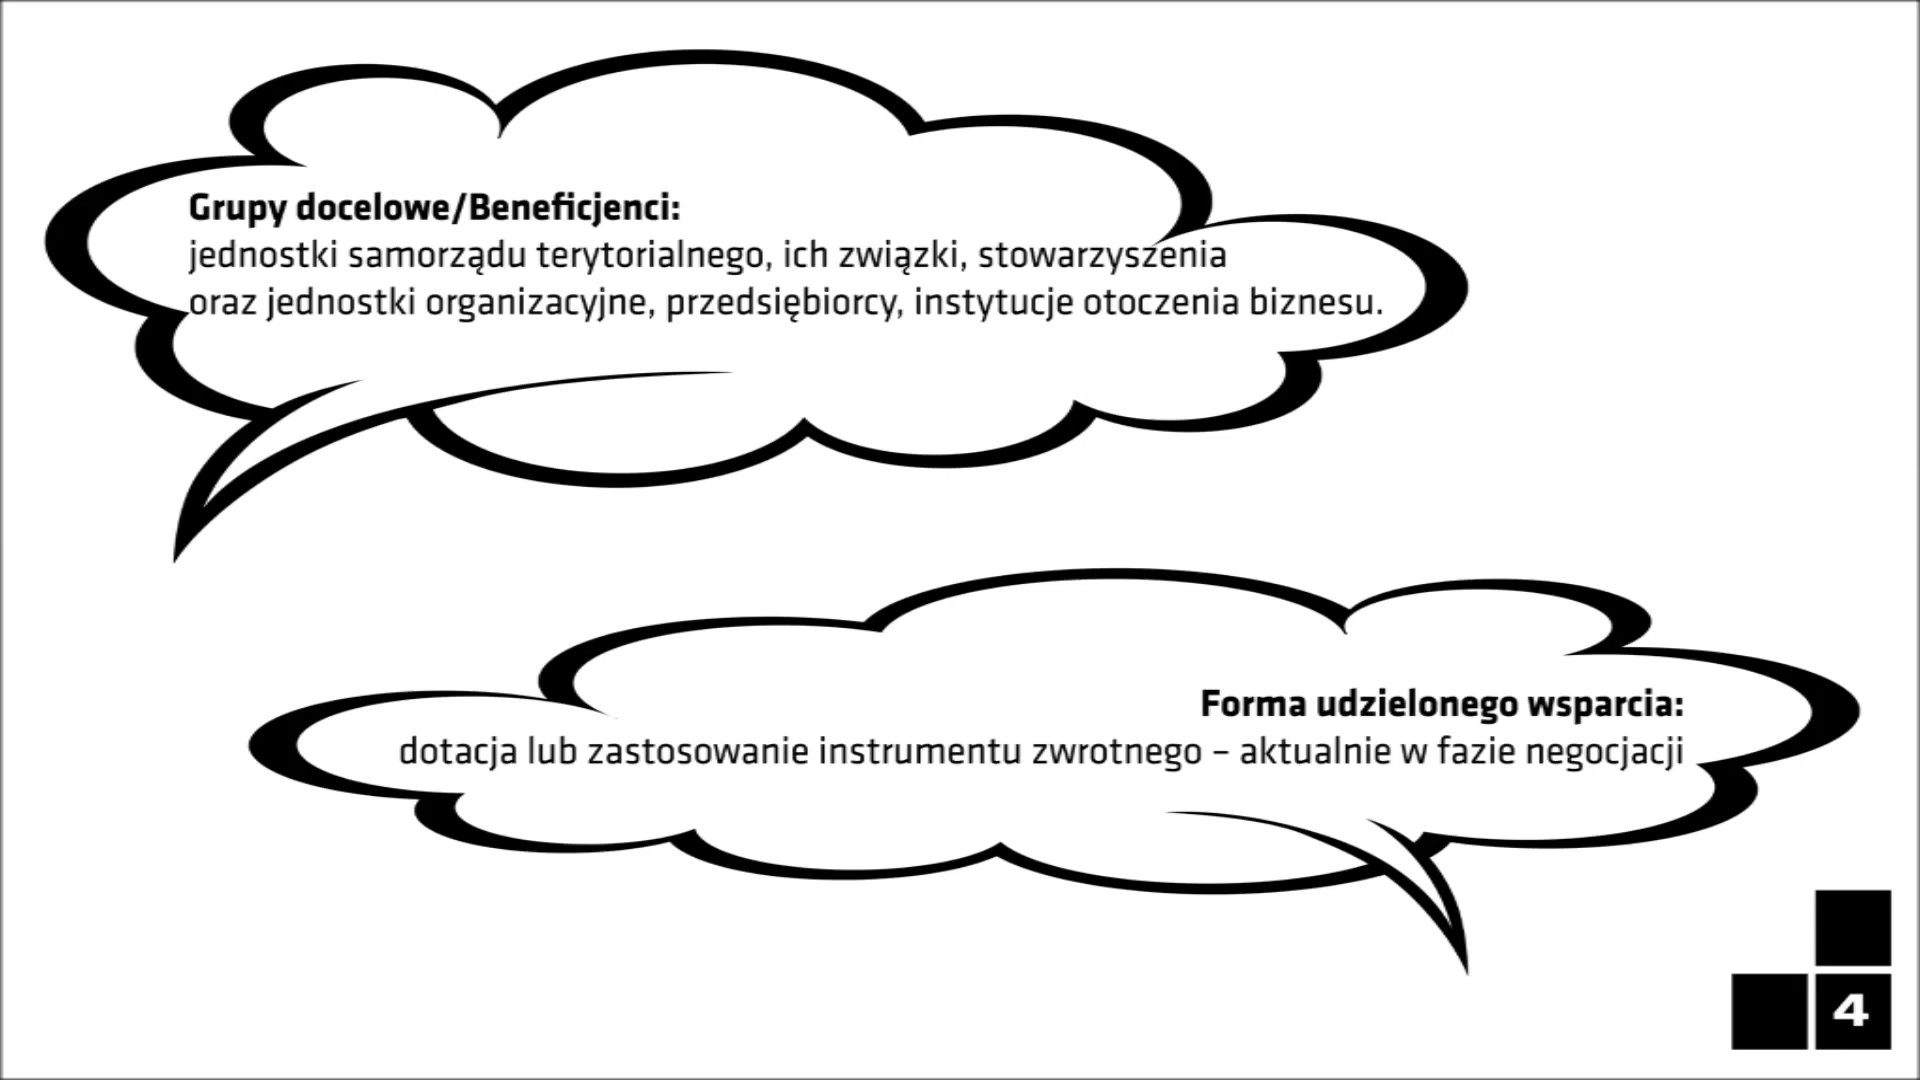 Grupy docelowe/Beneficjenci:
jednostki samorządu terytorialnego, ich związki, stowarzyszenia
oraz jednostki organizacyjne, przedsiębiorcy, instytucje otoczenia biznesu.
Forma udzielonego wsparcia:
dotacja lub zastosowanie instrumentu zwrotnego – aktualnie w fazie negocjacji
4